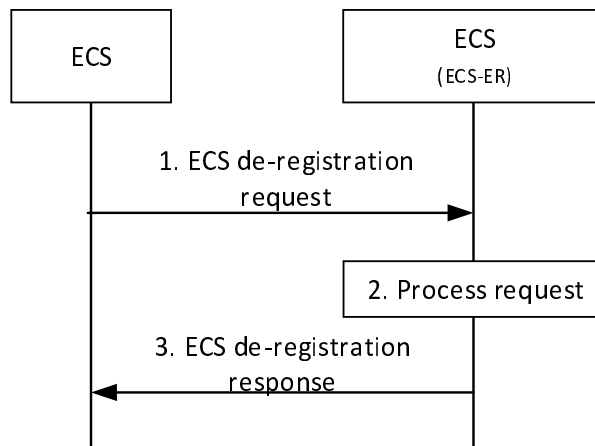 ECS
ECS
(ECS-ER)
1. ECS de-registration
request
2. Process request
3. ECS de-registration
response